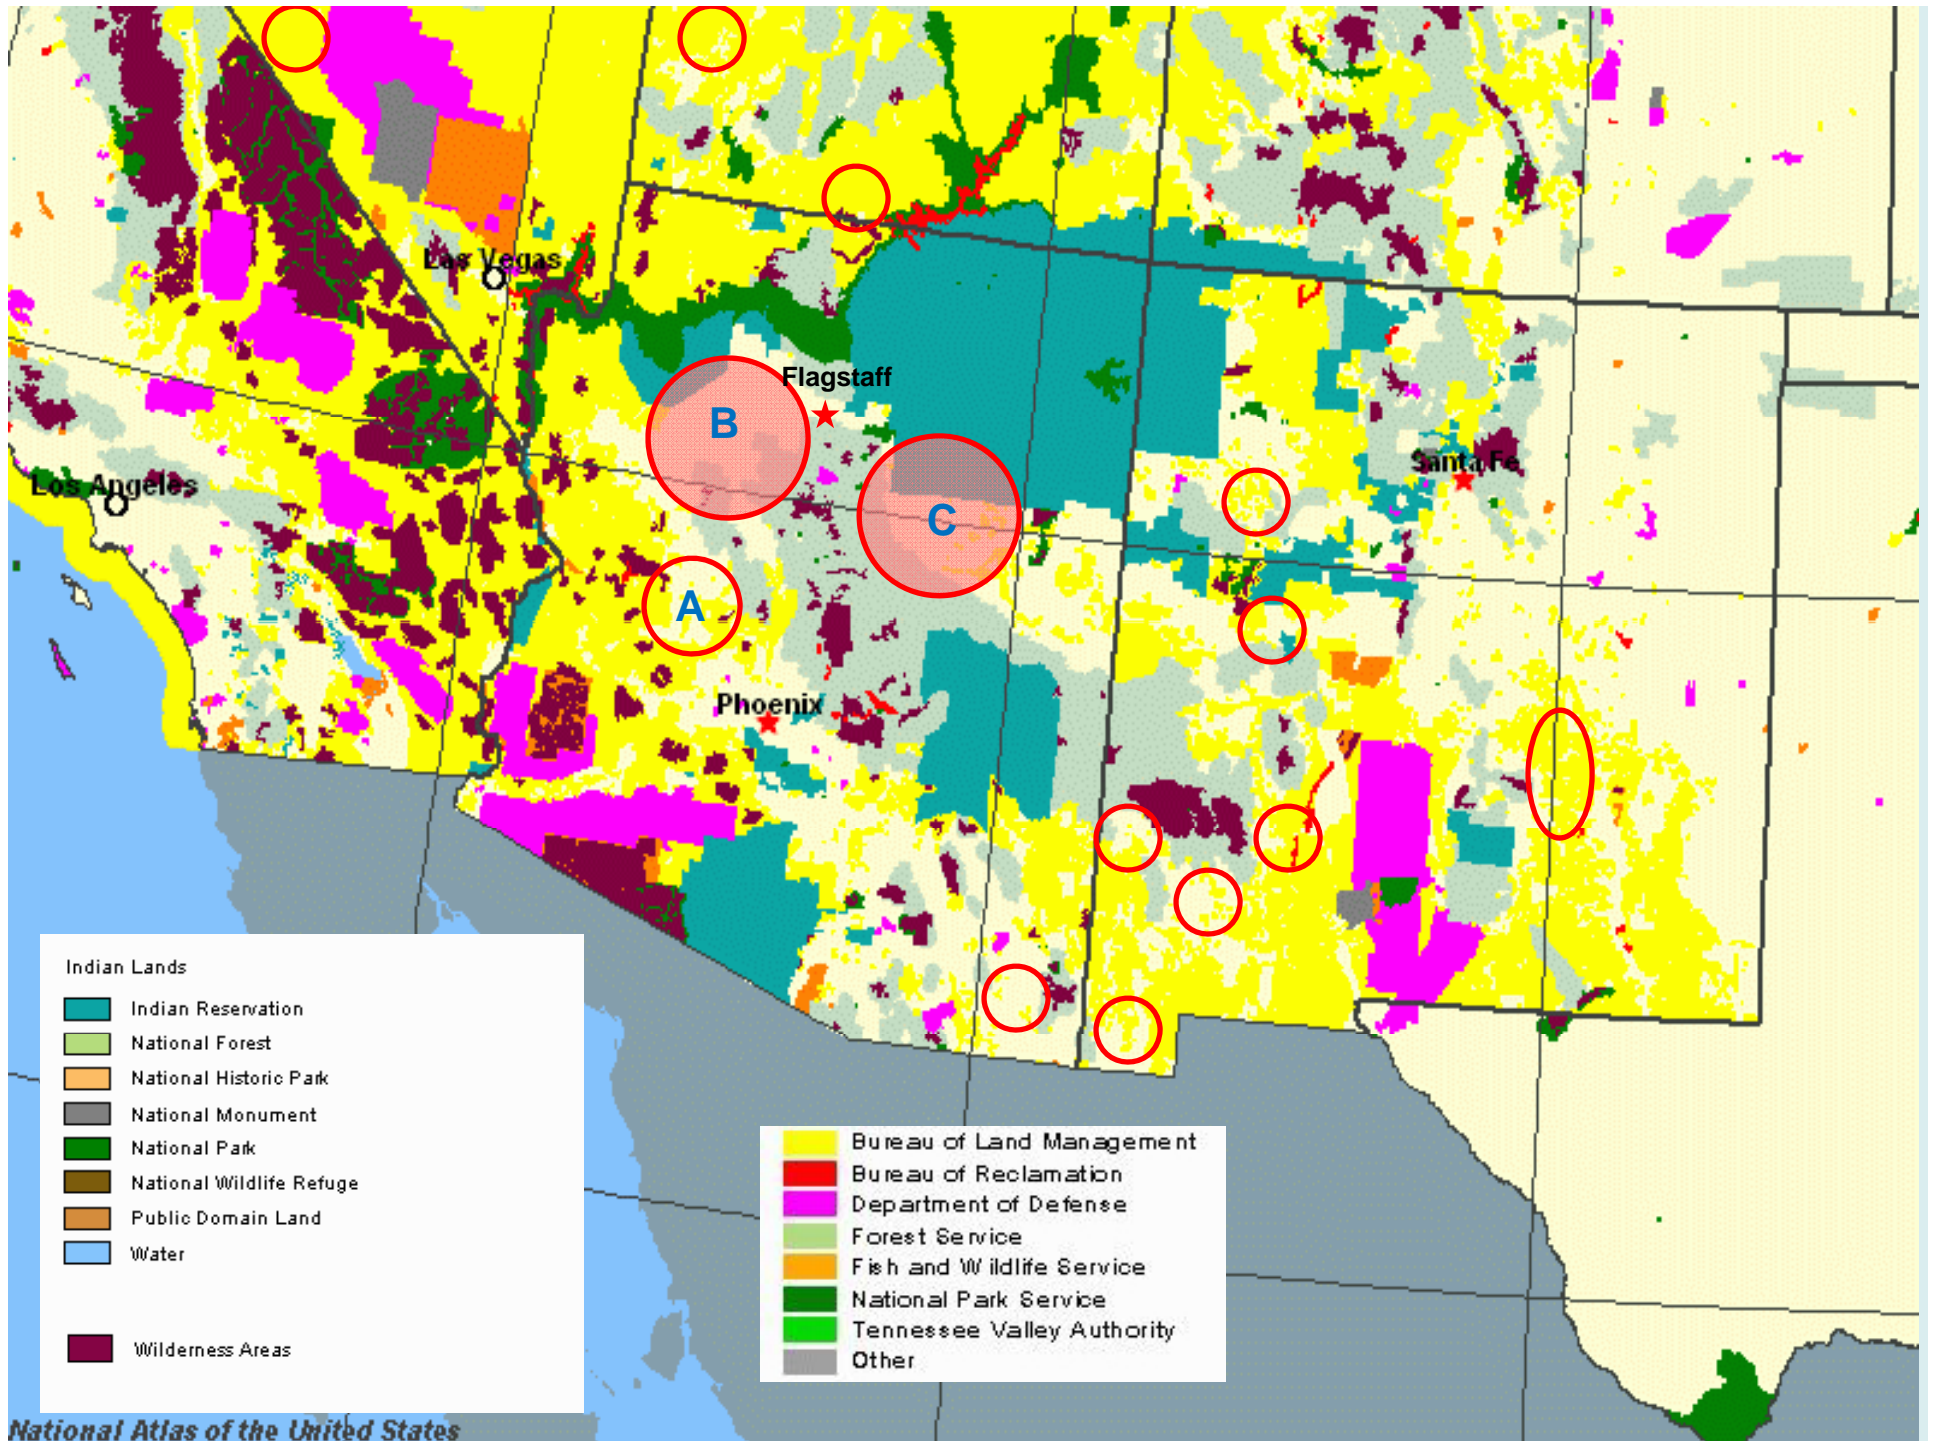 Las Vegas
Flagstaff
B
Santa Fe
Los Angeles
C
A
Phoenix
Indian Lands
Indian Reservation
National Forest
National Historic Park
National Monument
National Park
National Wildlife Refuge
Public Domain Land
Water
Wilderness Areas
Bureau of Land Management
Bureau of Reclamation
Department of Defense
Forest Service
Fish and Wildlife Service
National Park Service
Tennessee Valley Authority
Other
National Atlas of the United States